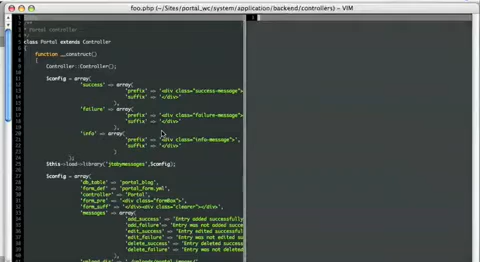 foo.php (~/Sites/portal_wc/system/application/backend/controllers) – VIM
/**
* Portal controller
*/
class Portal extends Controller
{
function __construct()
{
Controller::Controller();
$config = array(
'success' => array(
'prefix' => '<div class="success-message">
'suffix' => '</div>'
),
'failure' => array(
'prefix' => '<div class="failure-message">
'suffix' => '</div>'
),
'info' => array(
'prefix' => '<div class="info-message">',
'suffix' => '</div>'
)
);
$this->load->library('jtobymessages',$config);
$config = array(
'db_table' => 'portal_blog',
'form_def' => 'portal_form.yml',
'controller' => 'Portal',
'form_pre' => '<div class="formBox">',
'form_suff' => '</div><div class="clearer"></div>',
'messages' => array(
'add_success' => 'Entry added successfully
'add_failure' => 'Entry was not added
'edit_success' => 'Entry edited successfully
'edit_failure' => 'Entry was not edited
'delete_success' => 'Entry deleted
'delete_failure' => 'Entry was not